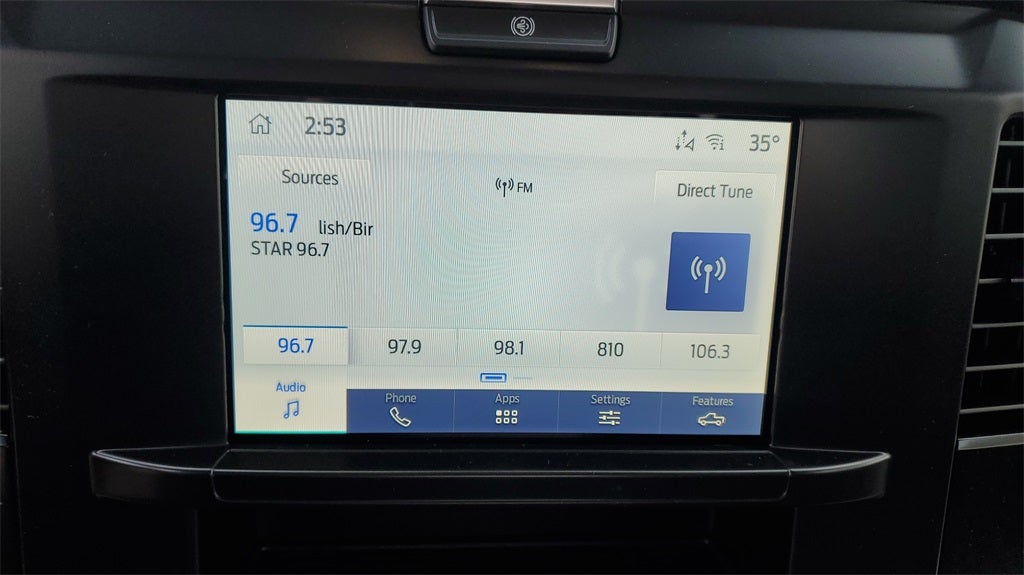 2:53
35°
Sources
FM
Direct Tune
96.7 lish/Bir
STAR 96.7
96.7 97.9 98.1 810 106.3
Audio Phone Apps Settings Features